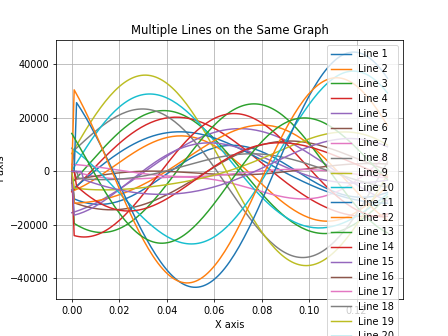 Multiple Lines on the Same Graph
40000
20000
0
−20000
−40000
0.00
0.02
0.04
0.06
0.08
0.10
X axis
Line 1
Line 2
Line 3
Line 4
Line 5
Line 6
Line 7
Line 8
Line 9
Line 10
Line 11
Line 12
Line 13
Line 14
Line 15
Line 16
Line 17
Line 18
Line 19
Line 20